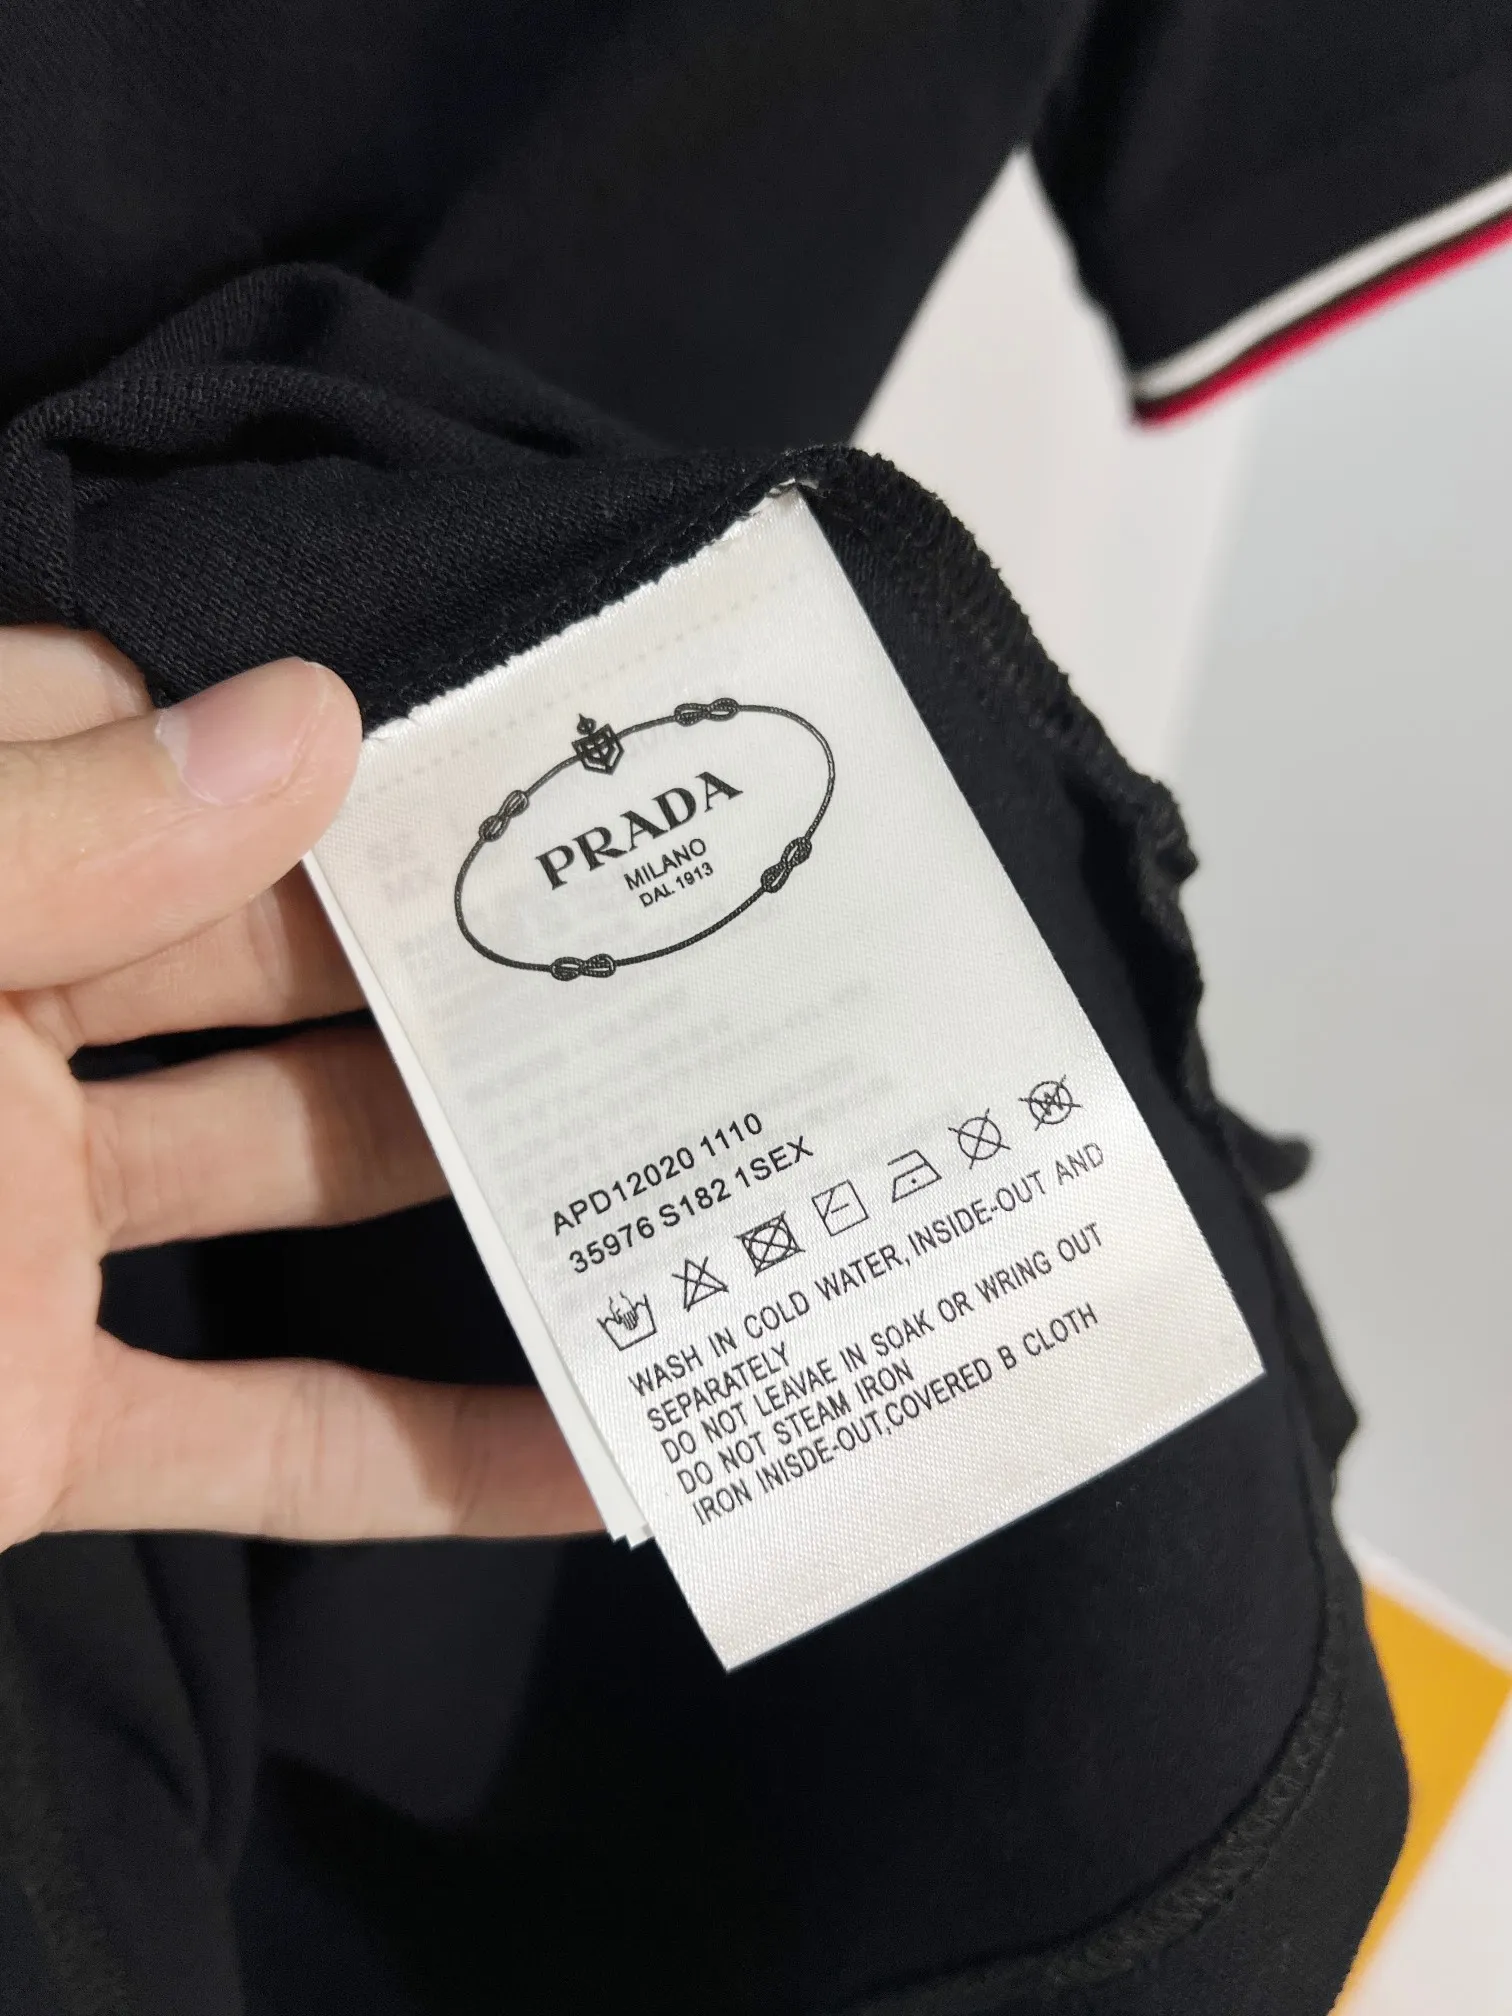 PRADA
MILANO
DAL 1913
APD12020 1110
35976 S182 1SEX
WASH IN COLD WATER, INSIDE-OUT AND
SEPARATELY
DO NOT LEAVAE IN SOAK OR WRING OUT
DO NOT STEAM IRON
IRON INISDE-OUT,COVERED B CLOTH